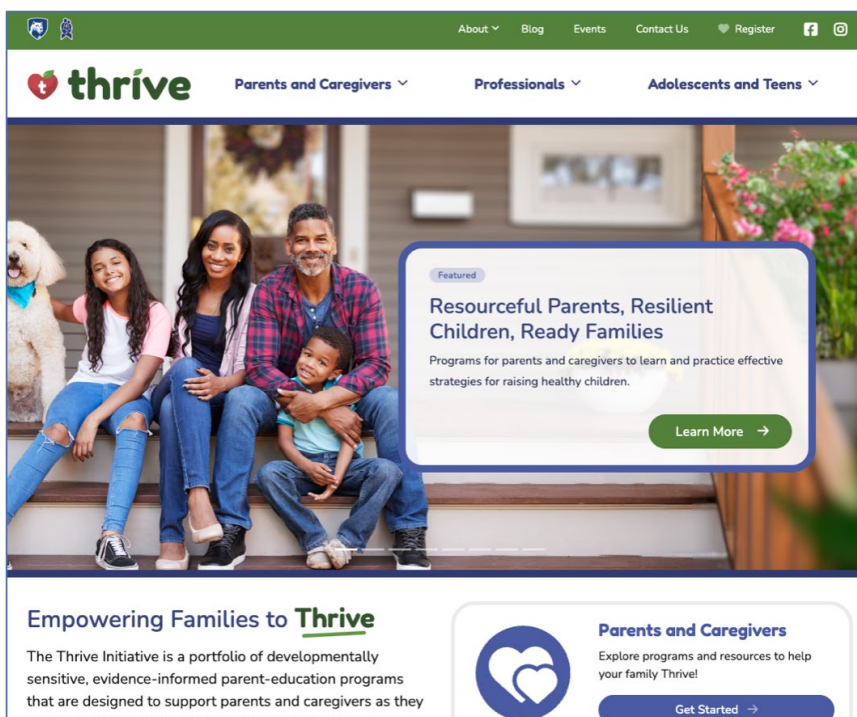 About
Blog
Events
Contact Us
Register
t thrive
Parents and Caregivers
Professionals
Adolescents and Teens
Featured
Resourceful Parents, Resilient
Children, Ready Families
Programs for parents and caregivers to learn and practice effective
strategies for raising healthy children.
Learn More →
Empowering Families to Thrive
The Thrive Initiative is a portfolio of developmentally
sensitive, evidence-informed parent-education programs
that are designed to support parents and caregivers as they
Parents and Caregivers
Explore programs and resources to help
your family Thrive!
Get Started →